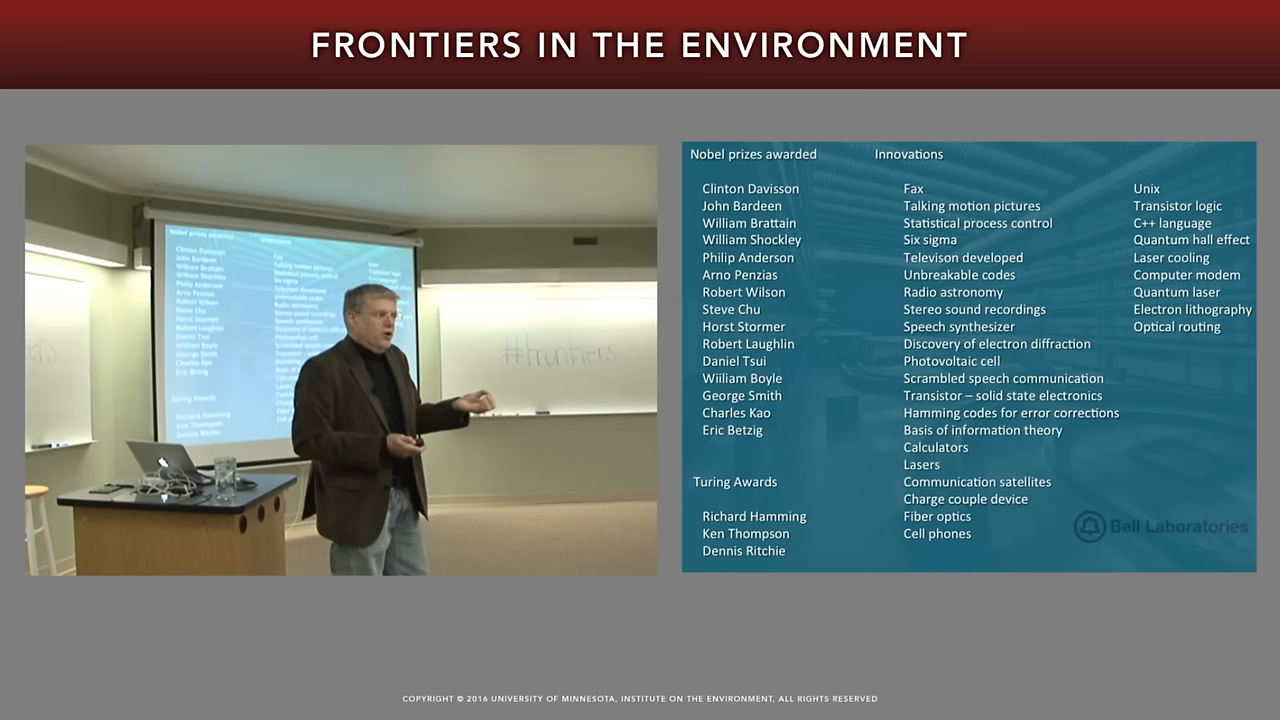 FRONTIERS IN THE ENVIRONMENT
#frontiers
Nobel prizes awarded
Clinton Davisson
John Bardeen
William Brattain
William Shockley
Philip Anderson
Arno Penzias
Robert Wilson
Steve Chu
Horst Stormer
Robert Laughlin
Daniel Tsui
Wiiliam Boyle
George Smith
Charles Kao
Eric Betzig
Turing Awards
Richard Hamming
Ken Thompson
Dennis Ritchie
Innovations
Fax
Talking motion pictures
Statistical process control
Six sigma
Televison developed
Unbreakable codes
Radio astronomy
Stereo sound recordings
Speech synthesizer
Discovery of electron diffraction
Photovoltaic cell
Scrambled speech communication
Transistor – solid state electronics
Hamming codes for error corrections
Basis of information theory
Calculators
Lasers
Communication satellites
Charge couple device
Fiber optics
Cell phones
Unix
Transistor logic
C++ language
Quantum hall effect
Laser cooling
Computer modem
Quantum laser
Electron lithography
Optical routing
Bell Laboratories
COPYRIGHT © 2016 UNIVERSITY OF MINNESOTA, INSTITUTE ON THE ENVIRONMENT, ALL RIGHTS RESERVED